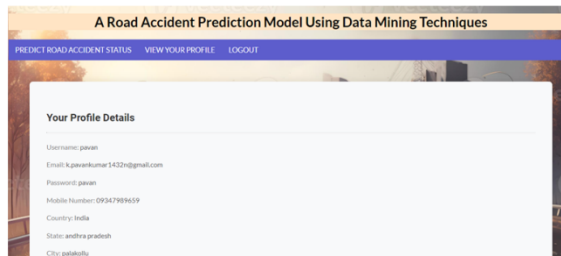 A Road Accident Prediction Model Using Data Mining Techniques
PREDICT ROAD ACCIDENT STATUS VIEW YOUR PROFILE LOGOUT
Your Profile Details
Username: pavan
Email: k.pavankumar1432n@gmail.com
Password: pavan
Mobile Number: 09347989659
Country: India
State: andhra pradesh
City: palakollu